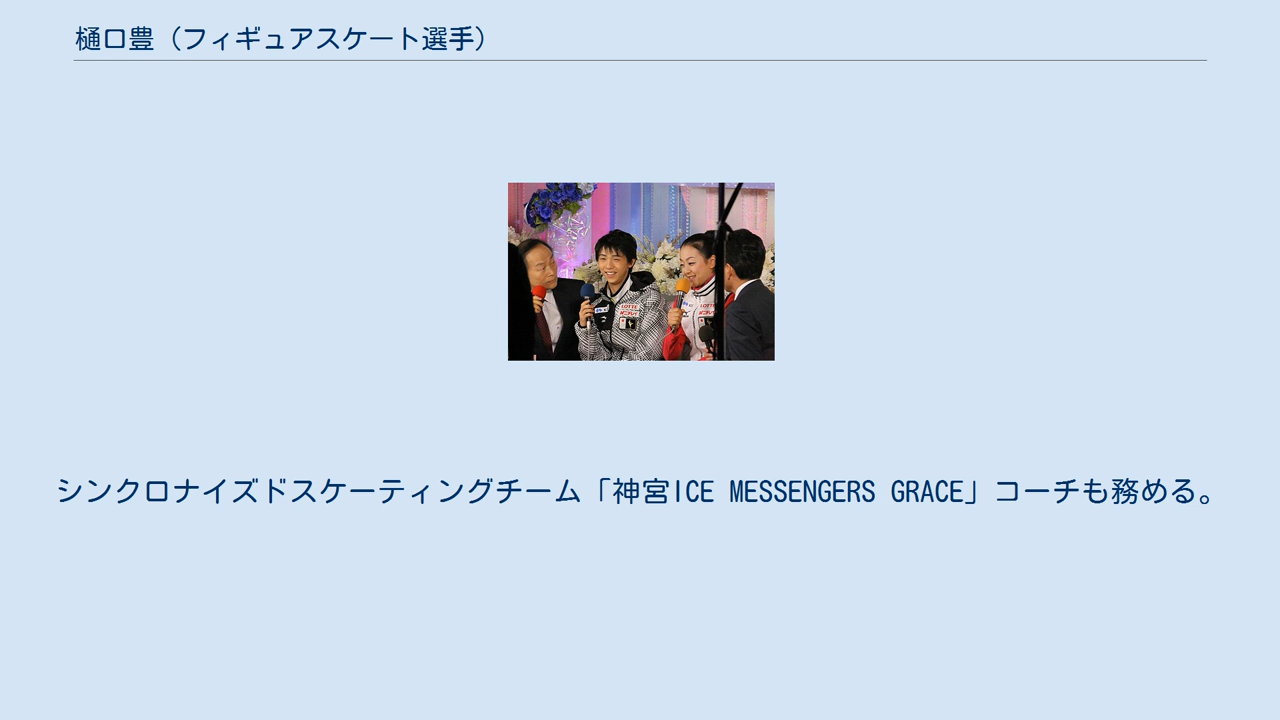 樋口豊（フィギュアスケート選手）
LOTTE
シンクロナイズドスケーティングチーム「神宮ICE MESSENGERS GRACE」コーチも務める。